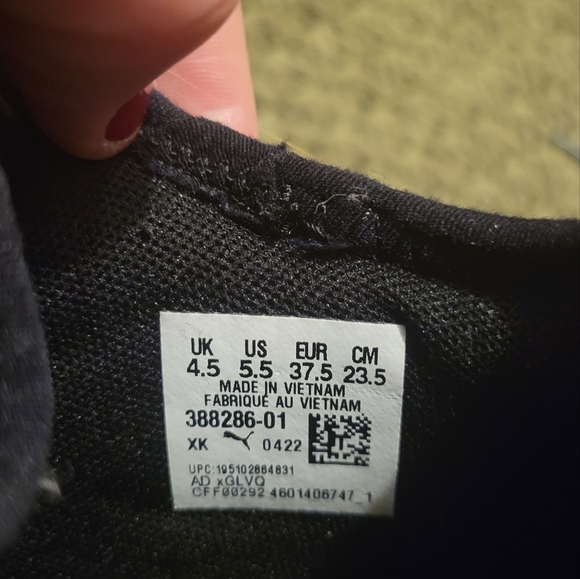 UK US EUR CM
4.5 5.5 37.5 23.5
MADE IN VIETNAM
FABRIQUÉ AU VIETNAM
388286-01
XK 0422
UPC:195102864831
AD xGLVQ
CFF00292 4601406747_1